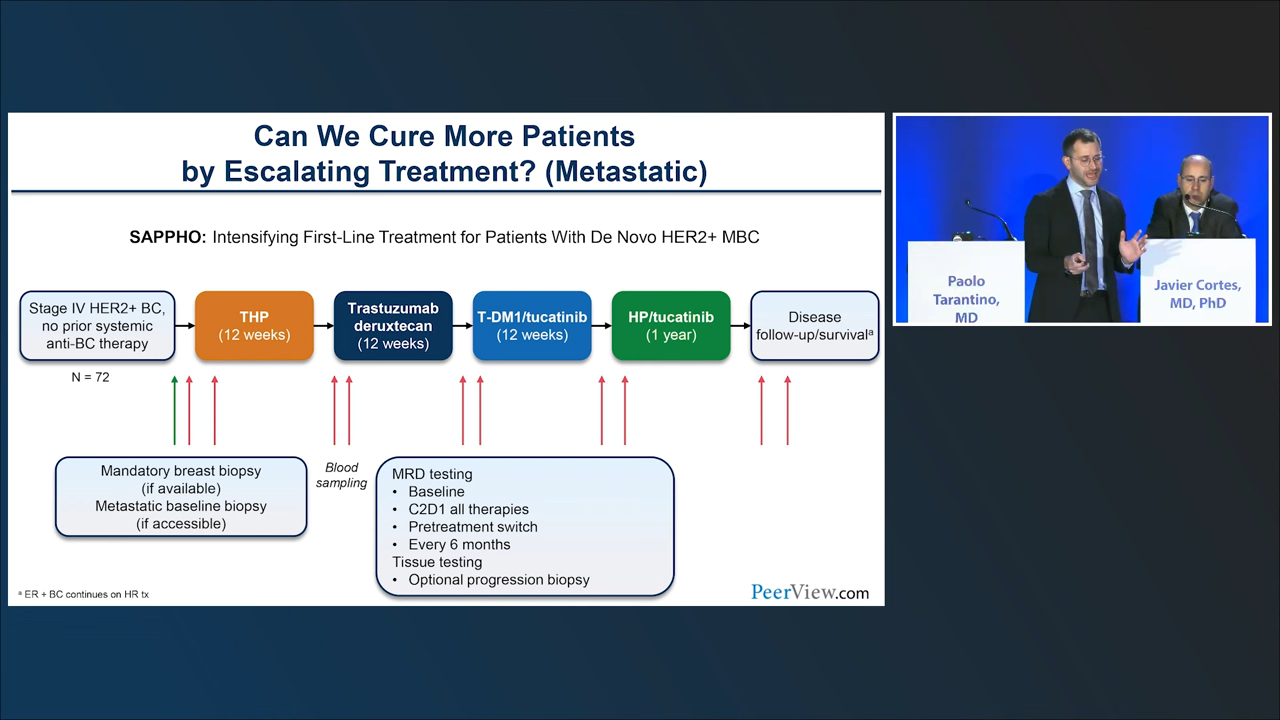 Can We Cure More Patients
by Escalating Treatment? (Metastatic)
SAPPHO: Intensifying First-Line Treatment for Patients With De Novo HER2+ MBC
Stage IV HER2+ BC,
no prior systemic
anti-BC therapy
N = 72
THP
(12 weeks)
Trastuzumab
deruxtecan
(12 weeks)
T-DM1/tucatinib
(12 weeks)
HP/tucatinib
(1 year)
Disease
follow-up/survivalᵃ
Mandatory breast biopsy
(if available)
Metastatic baseline biopsy
(if accessible)
Blood
sampling
MRD testing
• Baseline
• C2D1 all therapies
• Pretreatment switch
• Every 6 months
Tissue testing
• Optional progression biopsy
ᵃ ER + BC continues on HR tx
PeerView.com
Paolo
Tarantino,
MD
Javier Cortes,
MD, PhD